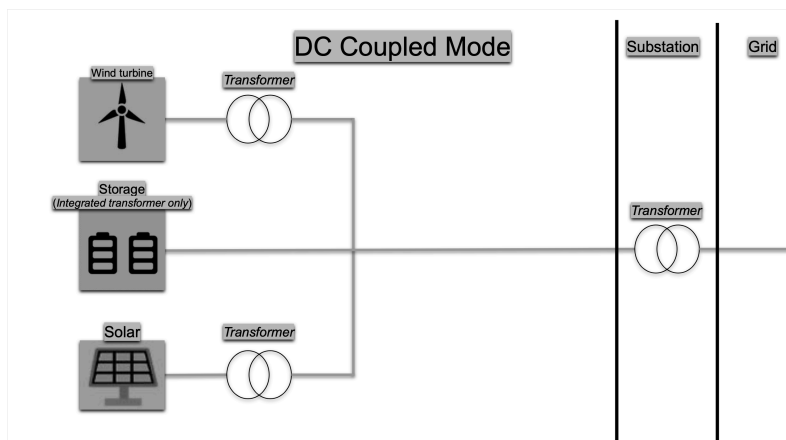 DC Coupled Mode
Substation
Grid
Wind turbine
Transformer
Storage
(Integrated transformer only)
Transformer
Solar
Transformer